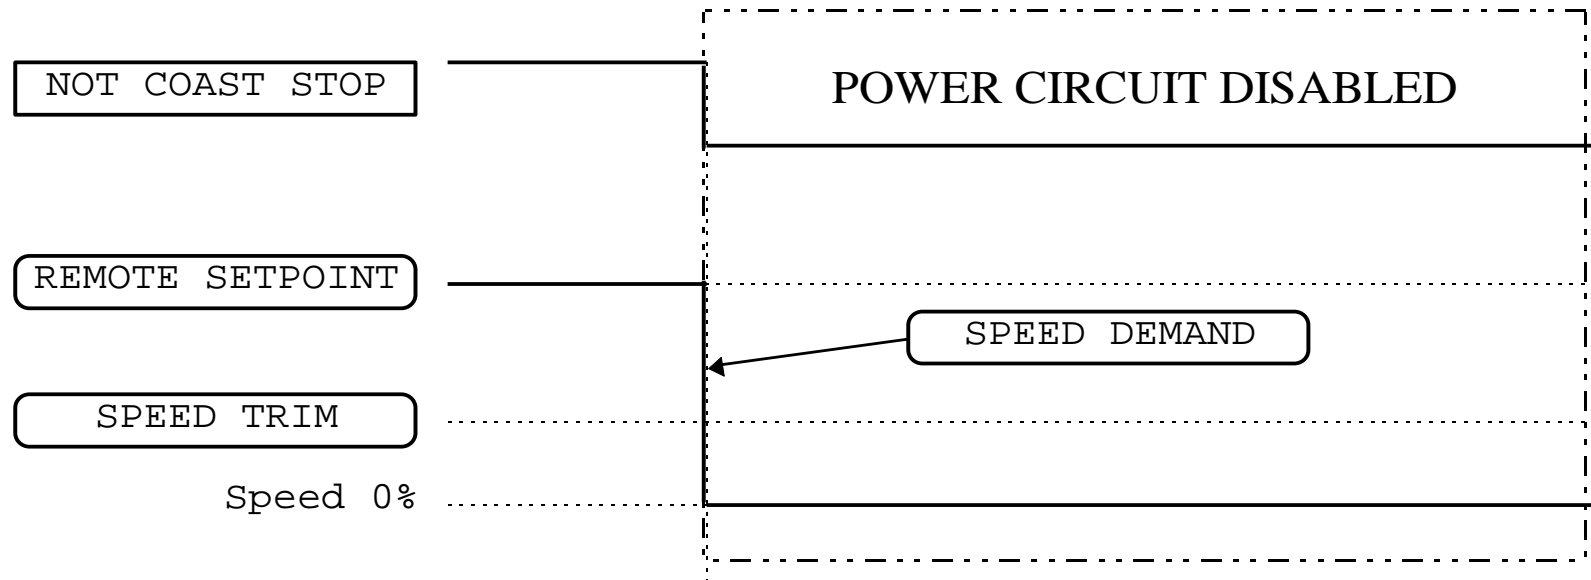 NOT COAST STOP
POWER CIRCUIT DISABLED
REMOTE SETPOINT
SPEED DEMAND
SPEED TRIM
Speed 0%